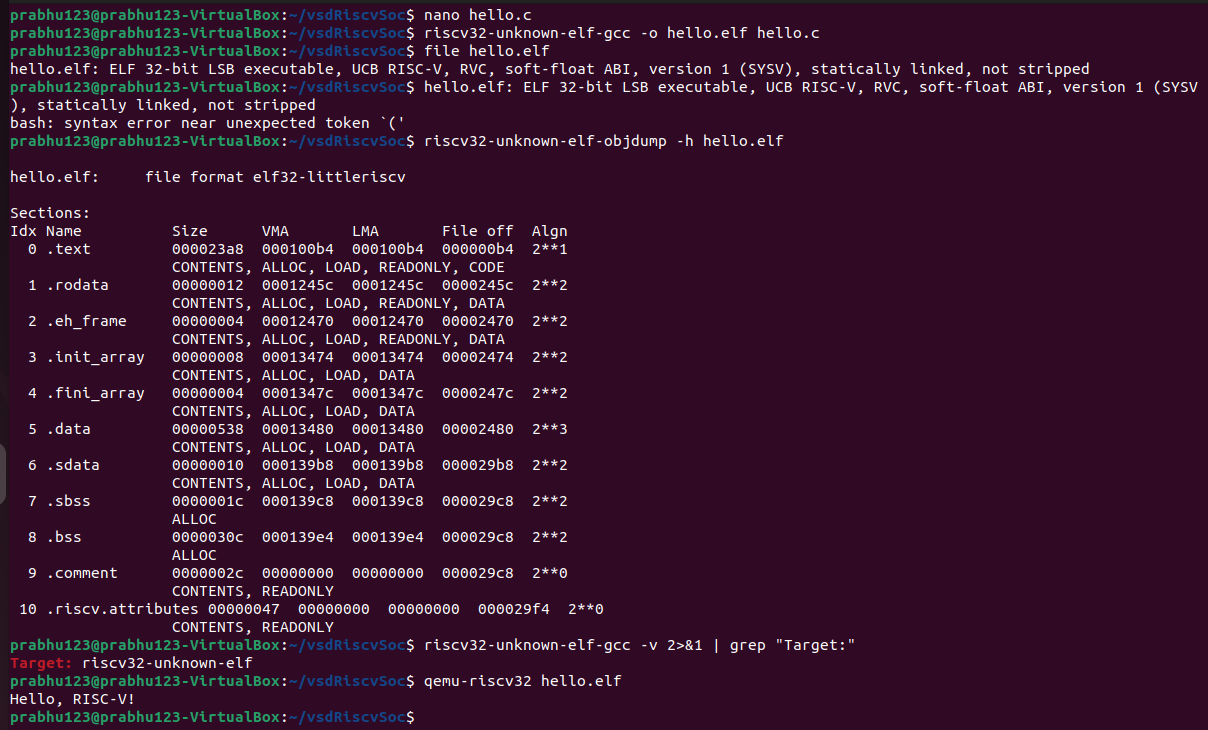 prabhu123@prabhu123-VirtualBox:~/vsdRiscvSoc$ nano hello.c
prabhu123@prabhu123-VirtualBox:~/vsdRiscvSoc$ riscv32-unknown-elf-gcc -o hello.elf hello.c
prabhu123@prabhu123-VirtualBox:~/vsdRiscvSoc$ file hello.elf
hello.elf: ELF 32-bit LSB executable, UCB RISC-V, RVC, soft-float ABI, version 1 (SYSV), statically linked, not stripped
prabhu123@prabhu123-VirtualBox:~/vsdRiscvSoc$ hello.elf: ELF 32-bit LSB executable, UCB RISC-V, RVC, soft-float ABI, version 1 (SYSV
), statically linked, not stripped
bash: syntax error near unexpected token `('
prabhu123@prabhu123-VirtualBox:~/vsdRiscvSoc$ riscv32-unknown-elf-objdump -h hello.elf

hello.elf:     file format elf32-littleriscv

Sections:
Idx Name          Size      VMA       LMA       File off  Algn
  0 .text         000023a8  000100b4  000100b4  000000b4  2**1
                  CONTENTS, ALLOC, LOAD, READONLY, CODE
  1 .rodata       00000012  0001245c  0001245c  0000245c  2**2
                  CONTENTS, ALLOC, LOAD, READONLY, DATA
  2 .eh_frame     00000004  00012470  00012470  00002470  2**2
                  CONTENTS, ALLOC, LOAD, READONLY, DATA
  3 .init_array   00000008  00013474  00013474  00002474  2**2
                  CONTENTS, ALLOC, LOAD, DATA
  4 .fini_array   00000004  0001347c  0001347c  0000247c  2**2
                  CONTENTS, ALLOC, LOAD, DATA
  5 .data         00000538  00013480  00013480  00002480  2**3
                  CONTENTS, ALLOC, LOAD, DATA
  6 .sdata        00000010  000139b8  000139b8  000029b8  2**2
                  CONTENTS, ALLOC, LOAD, DATA
  7 .sbss         0000001c  000139c8  000139c8  000029c8  2**2
                  ALLOC
  8 .bss          0000030c  000139e4  000139e4  000029c8  2**2
                  ALLOC
  9 .comment      0000002c  00000000  00000000  000029c8  2**0
                  CONTENTS, READONLY
 10 .riscv.attributes 00000047  00000000  00000000  000029f4  2**0
                  CONTENTS, READONLY
prabhu123@prabhu123-VirtualBox:~/vsdRiscvSoc$ riscv32-unknown-elf-gcc -v 2>&1 | grep "Target:"
Target: riscv32-unknown-elf
prabhu123@prabhu123-VirtualBox:~/vsdRiscvSoc$ qemu-riscv32 hello.elf
Hello, RISC-V!
prabhu123@prabhu123-VirtualBox:~/vsdRiscvSoc$